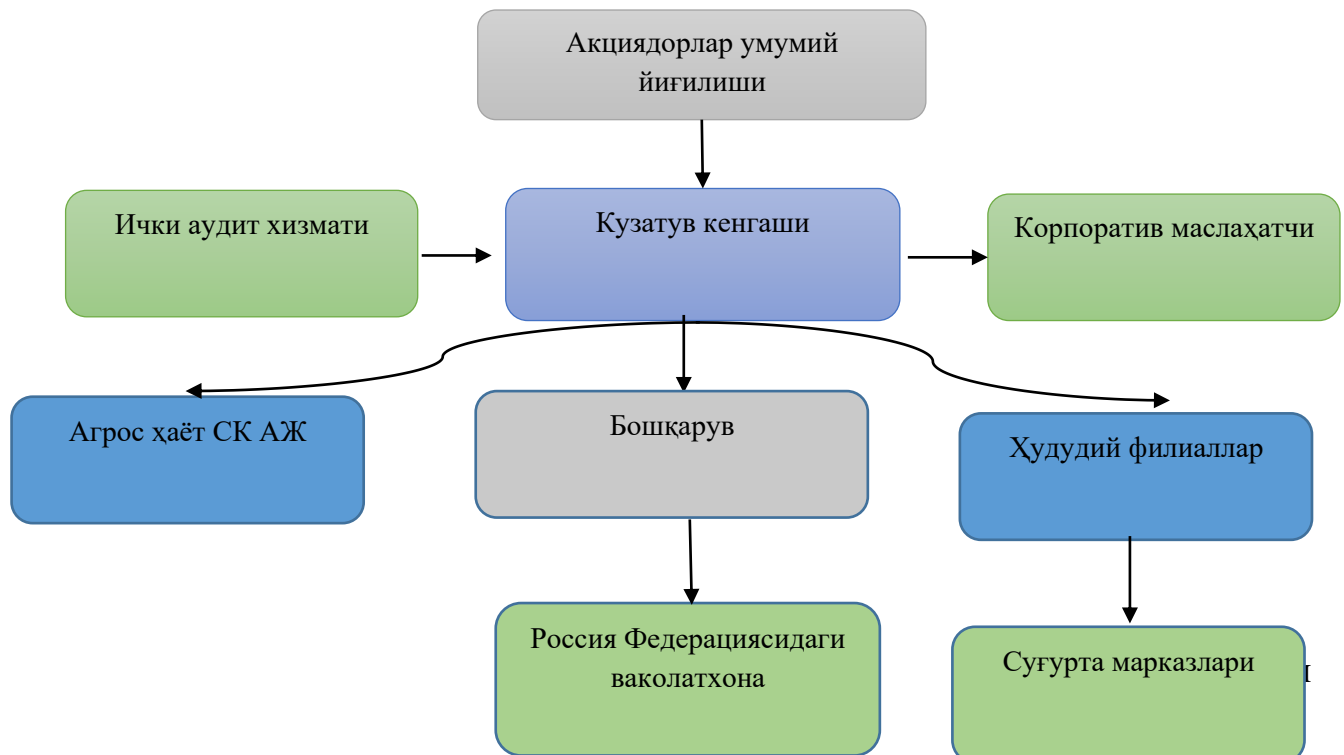 Акциядорлар умумий
йиғилиши
Ички аудит хизмати
Кузатув кенгаши
Корпоратив маслаҳатчи
Агрос ҳаёт СК АЖ
Бошқарув
Ҳудудий филиаллар
Россия Федерациясидаги
ваколатхона
Суғурта марказлари